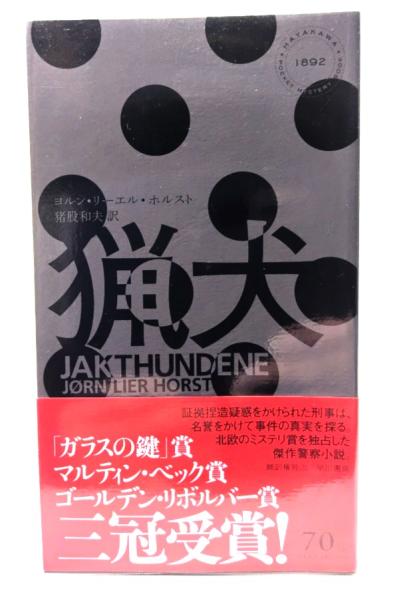 HAYAKAWA
POCKET MYSTERY BOOKS
1892
ヨルン・リーエル・ホルスト
猪股和夫 訳
猟犬
JAKTHUNDENE
JØRN LIER HORST
証拠捏造疑惑をかけられた刑事は、
名誉をかけて事件の真実を探る。
北欧のミステリ賞を独占した
傑作警察小説
「ガラスの鍵」賞
マルティン・ベック賞
ゴールデン・リボルバー賞
三冠受賞!
70